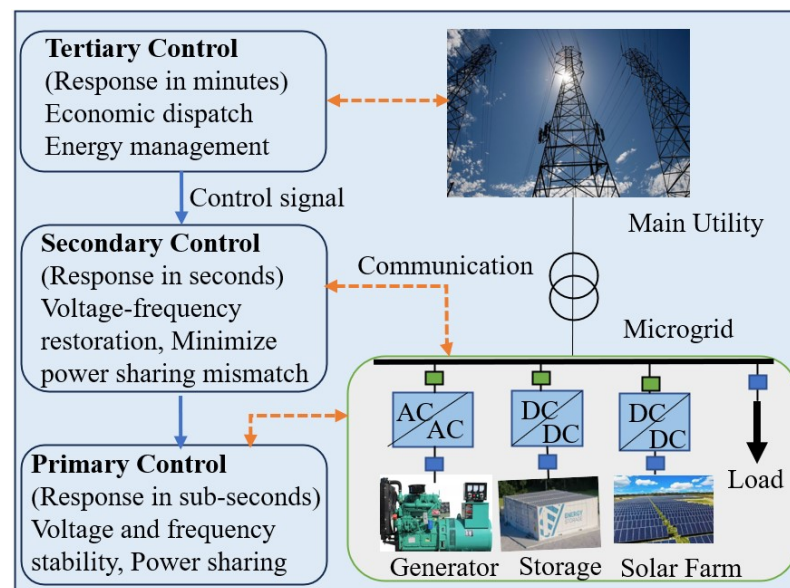 Tertiary Control
(Response in minutes)
Economic dispatch
Energy management
Control signal
Main Utility
Secondary Control
(Response in seconds)
Voltage-frequency
restoration, Minimize
power sharing mismatch
Communication
Microgrid
AC
AC
DC
DC
DC
DC
Load
Primary Control
(Response in sub-seconds)
Voltage and frequency
stability, Power sharing
ENERGY
STORAGE
Generator
Storage
Solar Farm